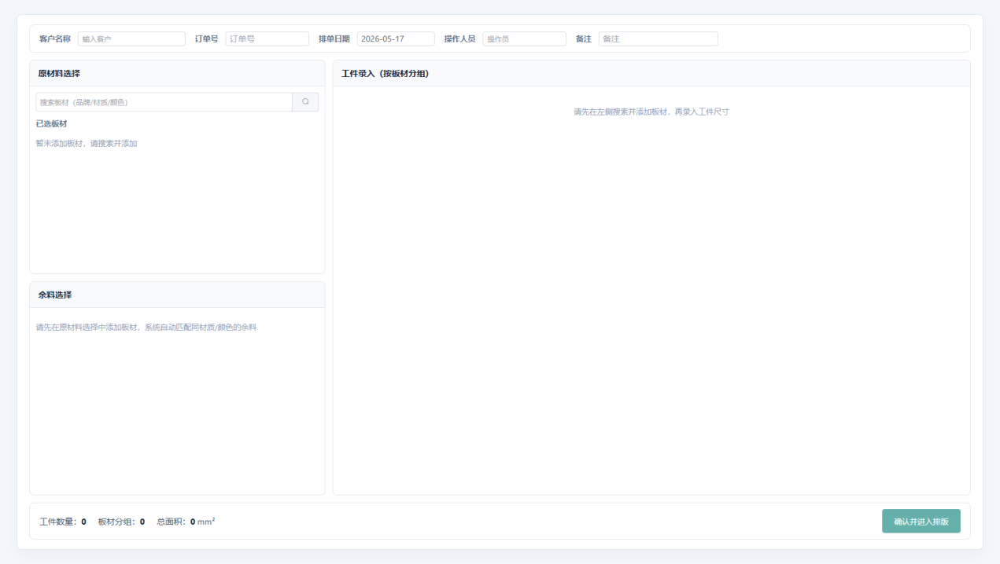 客户名称 输入客户 订单号 订单号 排单日期 2026-05-17 操作人员 操作员 备注 备注
原材料选择
搜索板材（品牌/材质/颜色）
已选板材
暂未添加板材，请搜索并添加
余料选择
请先在原材料选择中添加板材，系统自动匹配同材质/颜色的余料
工件录入（按板材分组）
请先在左侧搜索并添加板材，再录入工件尺寸
工件数量：0 板材分组：0 总面积：0 mm²
确认并进入排版